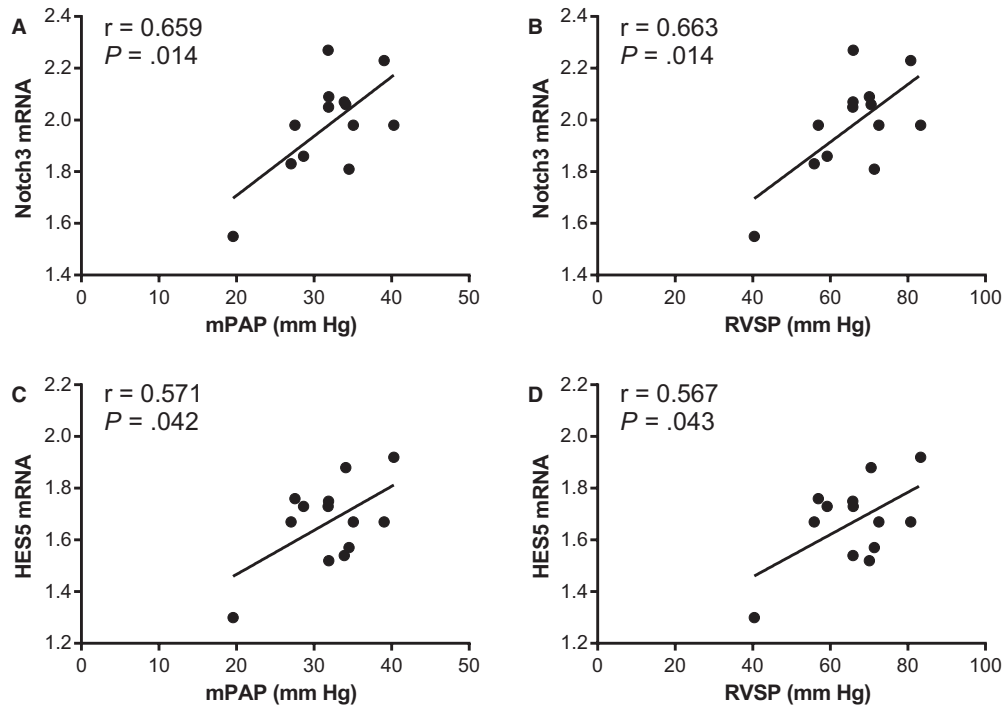 A
r = 0.659
P = .014
Notch3 mRNA
2.4
2.2
2.0
1.8
1.6
1.4
0 10 20 30 40 50
mPAP (mm Hg)
B
r = 0.663
P = .014
Notch3 mRNA
2.4
2.2
2.0
1.8
1.6
1.4
0 20 40 60 80 100
RVSP (mm Hg)
C
r = 0.571
P = .042
HES5 mRNA
2.2
2.0
1.8
1.6
1.4
1.2
0 10 20 30 40 50
mPAP (mm Hg)
D
r = 0.567
P = .043
HES5 mRNA
2.2
2.0
1.8
1.6
1.4
1.2
0 20 40 60 80 100
RVSP (mm Hg)